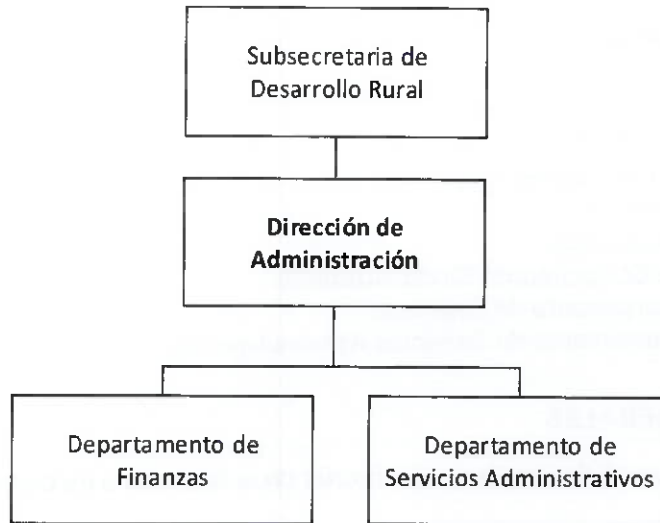 Subsecretaria de
Desarrollo Rural
Dirección de
Administración
Departamento de
Finanzas
Departamento de
Servicios Administrativos